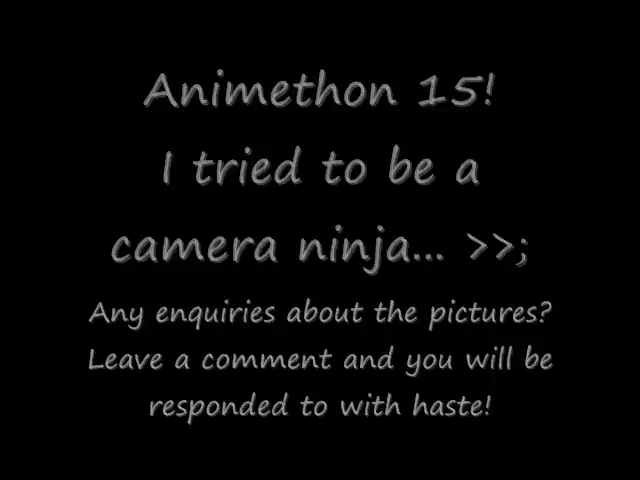 Animethon 15!
I tried to be a
camera ninja... >>;
Any enquiries about the pictures?
Leave a comment and you will be
responded to with haste!